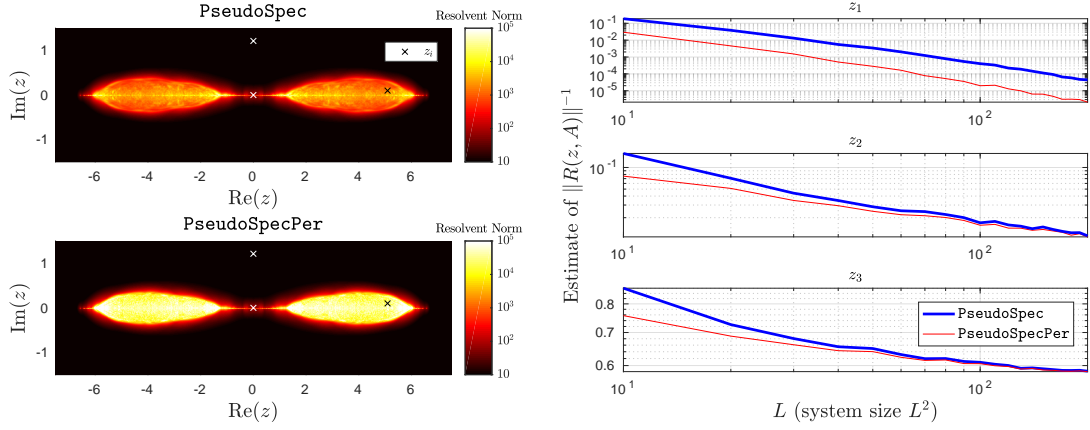 PseudoSpec
Resolvent Norm
1
0
-1
Im(z)
-6 -4 -2 0 2 4 6
Re(z)
z_i
10^5
10^4
10^3
10^2
10
PseudoSpecPer
Resolvent Norm
1
0
-1
Im(z)
-6 -4 -2 0 2 4 6
Re(z)
10^5
10^4
10^3
10^2
10
Estimate of ||R(z, A)||^{-1}
z_1
10^{-1}
10^{-2}
10^{-3}
10^{-4}
10^{-5}
10^1 10^2
z_2
10^{-1}
10^1 10^2
z_3
0.8
0.7
0.6
10^1 10^2
PseudoSpec
PseudoSpecPer
L (system size L^2)